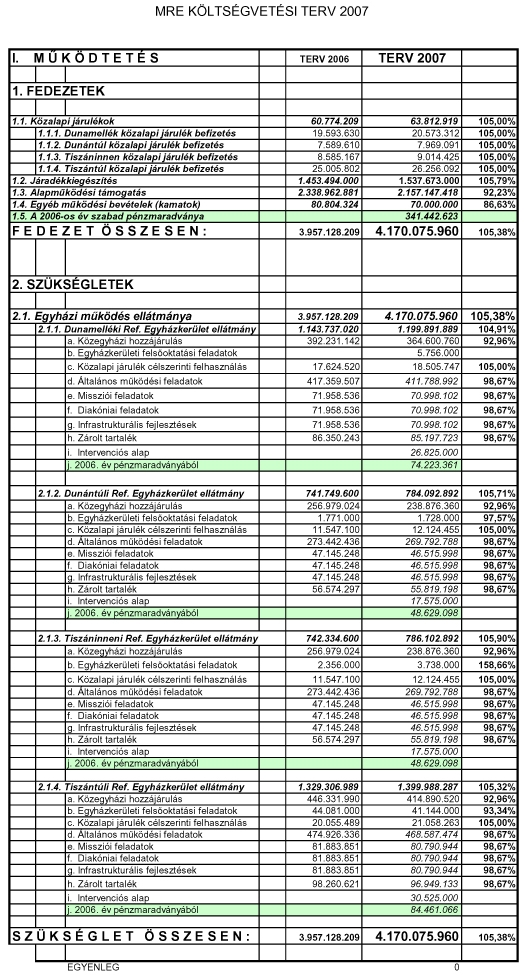 MRE KÖLTSÉGVETÉSI TERV 2007
I. MŰKÖDTETÉS TERV 2006 TERV 2007
1. FEDEZETEK
1.1. Közalapi járulékok 60.774.209 63.812.919 105,00%
1.1.1. Dunamellék közalapi járulék befizetés 19.593.630 20.573.312 105,00%
1.1.2. Dunántúl közalapi járulék befizetés 7.589.610 7.969.091 105,00%
1.1.3. Tiszáninnen közalapi járulék befizetés 8.585.167 9.014.425 105,00%
1.1.4. Tiszántúl közalapi járulék befizetés 25.005.802 26.256.092 105,00%
1.2. Járadékkiegészítés 1.453.494.000 1.537.673.000 105,79%
1.3. Alapműködési támogatás 2.338.962.881 2.157.147.418 92,23%
1.4. Egyéb működési bevételek (kamatok) 80.804.324 70.000.000 86,63%
1.5. A 2006-os év szabad pénzmaradványa 341.442.623
FEDEZET ÖSSZESEN: 3.957.128.209 4.170.075.960 105,38%
2. SZÜKSÉGLETEK
2.1. Egyházi működés ellátmánya 3.957.128.209 4.170.075.960 105,38%
2.1.1. Dunamelléki Ref. Egyházkerület ellátmány 1.143.737.020 1.199.891.889 104,91%
a. Közegyházi hozzájárulás 392.231.142 364.600.760 92,96%
b. Egyházkerületi felsőoktatási feladatok 5.756.000
c. Közalapi járulék célszerinti felhasználás 17.624.520 18.505.747 105,00%
d. Általános működési feladatok 417.359.507 411.788.992 98,67%
e. Missziói feladatok 71.958.536 70.998.102 98,67%
f. Diakóniai feladatok 71.958.536 70.998.102 98,67%
g. Infrastrukturális fejlesztések 71.958.536 70.998.102 98,67%
h. Zárolt tartalék 86.350.243 85.197.723 98,67%
i. Intervenciós alap 26.825.000
j. 2006. év pénzmaradványából 74.223.361
2.1.2. Dunántúli Ref. Egyházkerület ellátmány 741.749.600 784.092.892 105,71%
a. Közegyházi hozzájárulás 256.979.024 238.876.360 92,96%
b. Egyházkerületi felsőoktatási feladatok 1.771.000 1.728.000 97,57%
c. Közalapi járulék célszerinti felhasználás 11.547.100 12.124.455 105,00%
d. Általános működési feladatok 273.442.436 269.792.788 98,67%
e. Missziói feladatok 47.145.248 46.515.998 98,67%
f. Diakóniai feladatok 47.145.248 46.515.998 98,67%
g. Infrastrukturális fejlesztések 47.145.248 46.515.998 98,67%
h. Zárolt tartalék 56.574.297 55.819.198 98,67%
i. Intervenciós alap 17.575.000
j. 2006. év pénzmaradványából 48.629.098
2.1.3. Tiszáninneni Ref. Egyházkerület ellátmány 742.334.600 786.102.892 105,90%
a. Közegyházi hozzájárulás 256.979.024 238.876.360 92,96%
b. Egyházkerületi felsőoktatási feladatok 2.356.000 3.738.000 158,66%
c. Közalapi járulék célszerinti felhasználás 11.547.100 12.124.455 105,00%
d. Általános működési feladatok 273.442.436 269.792.788 98,67%
e. Missziói feladatok 47.145.248 46.515.998 98,67%
f. Diakóniai feladatok 47.145.248 46.515.998 98,67%
g. Infrastrukturális fejlesztések 47.145.248 46.515.998 98,67%
h. Zárolt tartalék 56.574.297 55.819.198 98,67%
i. Intervenciós alap 17.575.000
j. 2006. év pénzmaradványából 48.629.098
2.1.4. Tiszántúli Ref. Egyházkerület ellátmány 1.329.306.989 1.399.988.287 105,32%
a. Közegyházi hozzájárulás 446.331.990 414.890.520 92,96%
b. Egyházkerületi felsőoktatási feladatok 44.081.000 41.144.000 93,34%
c. Közalapi járulék célszerinti felhasználás 20.055.489 21.058.263 105,00%
d. Általános működési feladatok 474.926.336 468.587.474 98,67%
e. Missziói feladatok 81.883.851 80.790.944 98,67%
f. Diakóniai feladatok 81.883.851 80.790.944 98,67%
g. Infrastrukturális fejlesztések 81.883.851 80.790.944 98,67%
h. Zárolt tartalék 98.260.621 96.949.133 98,67%
i. Intervenciós alap 30.525.000
j. 2006. év pénzmaradványából 84.461.066
SZÜKSÉGLET ÖSSZESEN: 3.957.128.209 4.170.075.960 105,38%
EGYENLEG 0